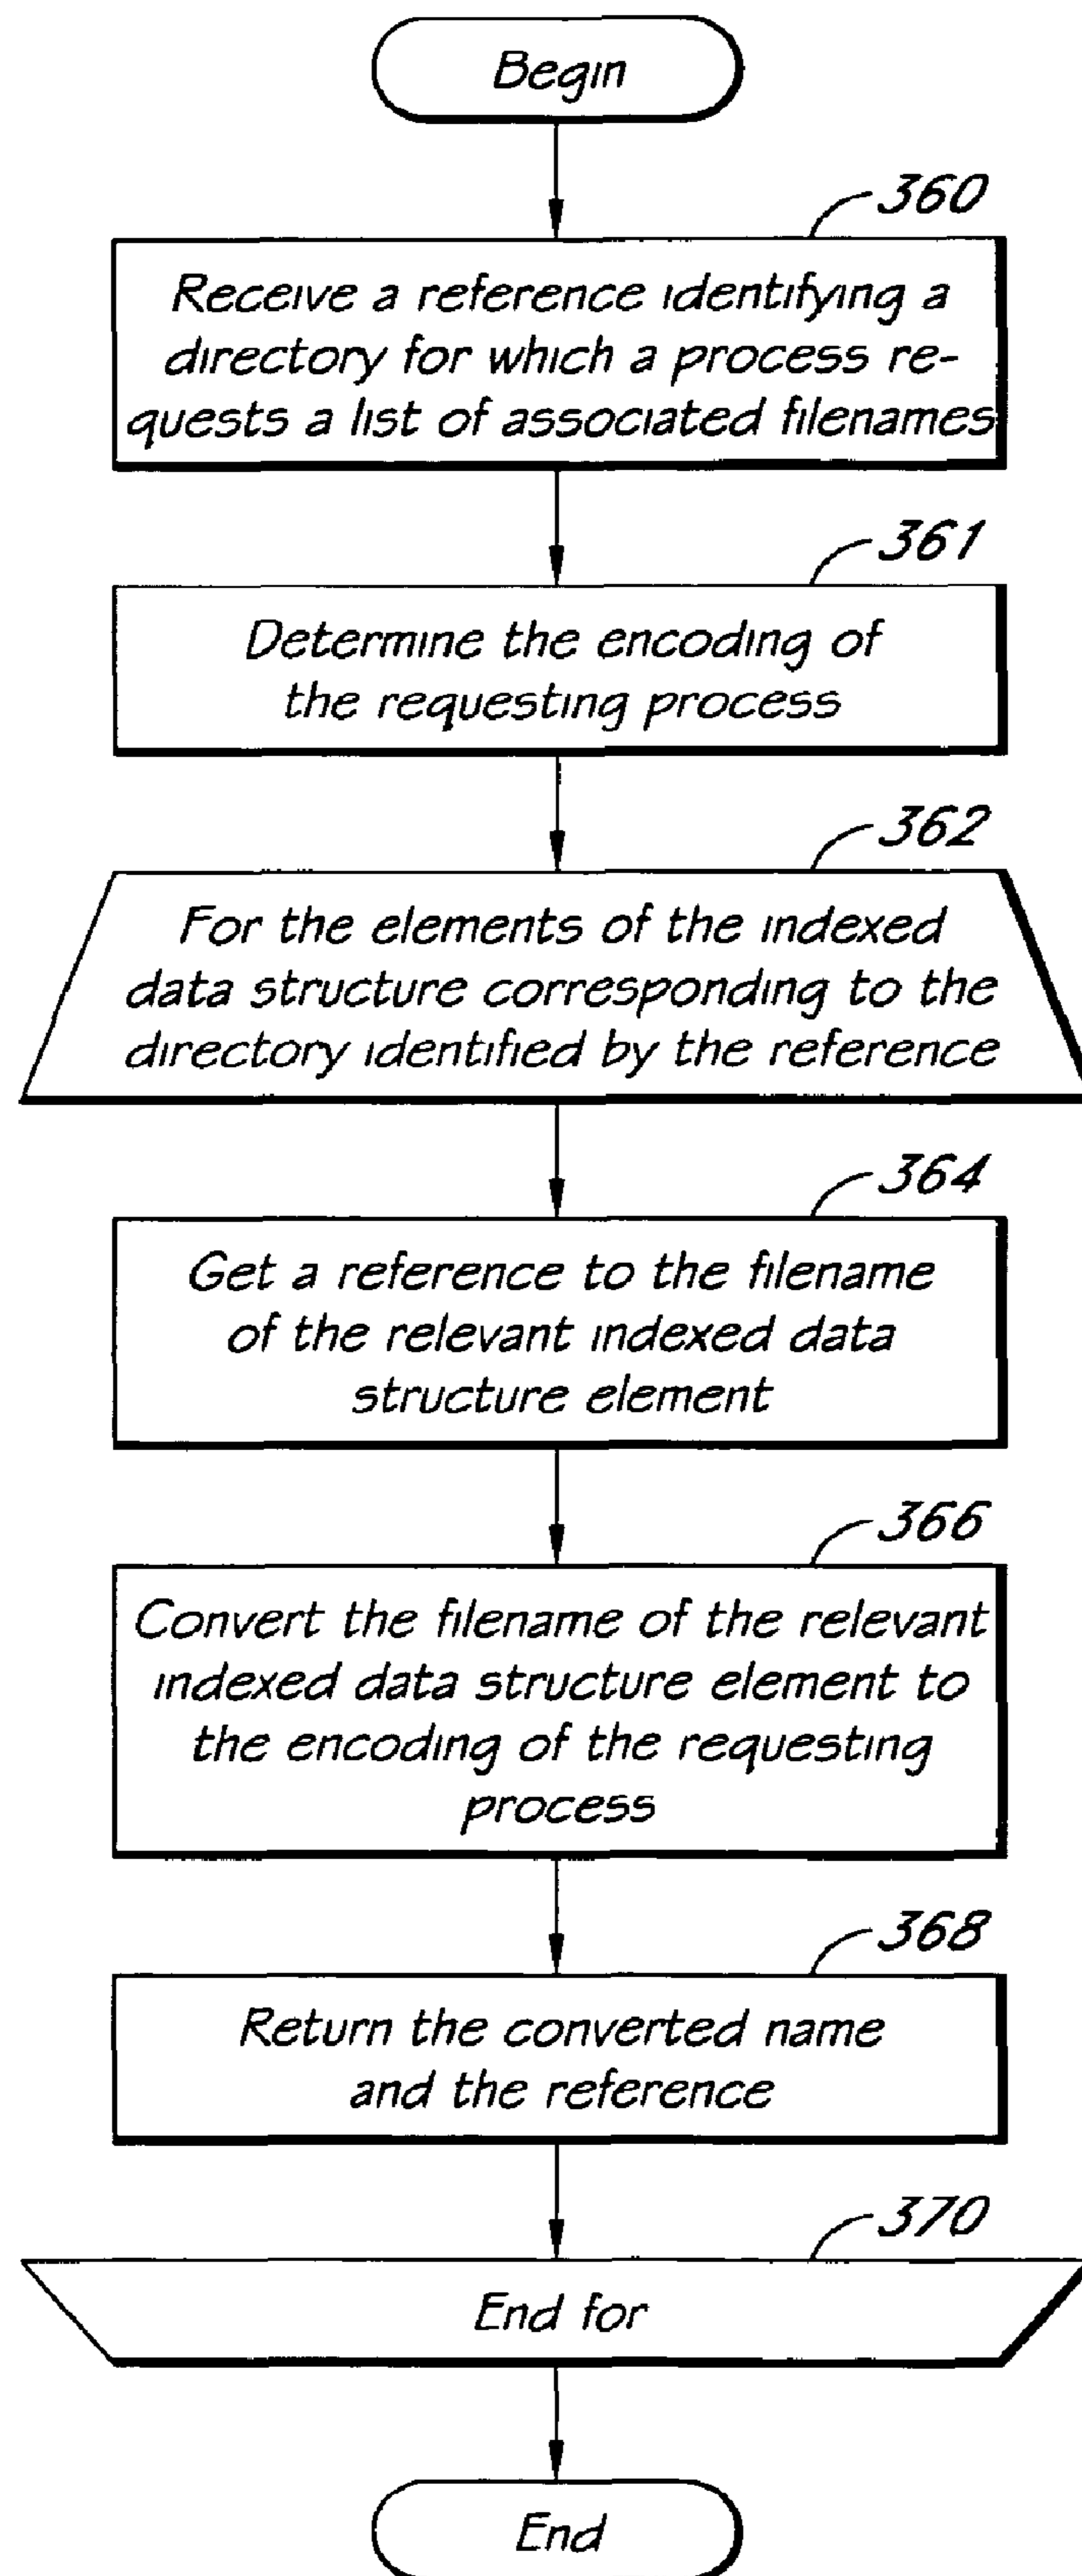 Begin
360
Receive a reference identifying a
directory for which a process re-
quests a list of associated filenames
361
Determine the encoding of
the requesting process
362
For the elements of the indexed
data structure corresponding to the
directory identified by the reference
364
Get a reference to the filename
of the relevant indexed data
structure element
366
Convert the filename of the relevant
indexed data structure element to
the encoding of the requesting
process
368
Return the converted name
and the reference
370
End for
End